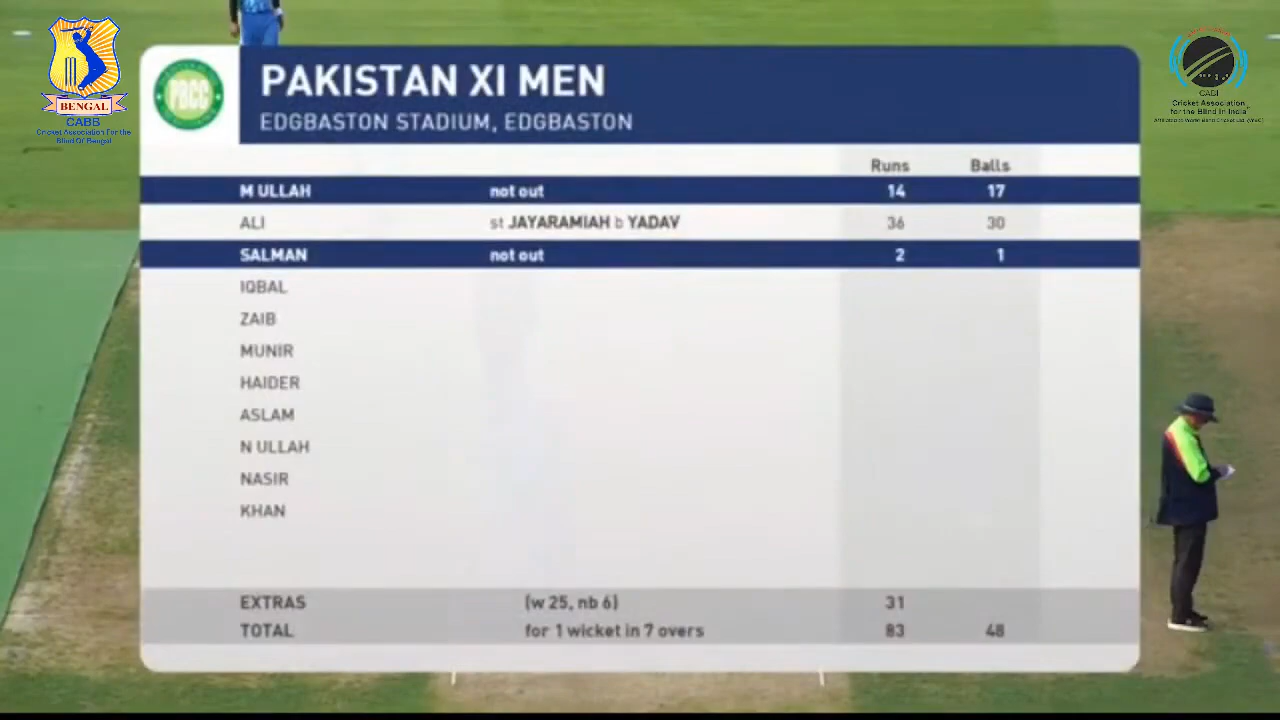 BENGAL
CABB
Cricket Association For the
Blind Of Bengal
PBCC
PAKISTAN XI MEN
EDGBASTON STADIUM, EDGBASTON
CABI
Cricket Association
for the Blind in India
Runs Balls
M ULLAH not out 14 17
ALI st JAYARAMIAH b YADAV 36 30
SALMAN not out 2 1
IQBAL
ZAIB
MUNIR
HAIDER
ASLAM
N ULLAH
NASIR
KHAN
EXTRAS (w 25, nb 6) 31
TOTAL for 1 wicket in 7 overs 83 48